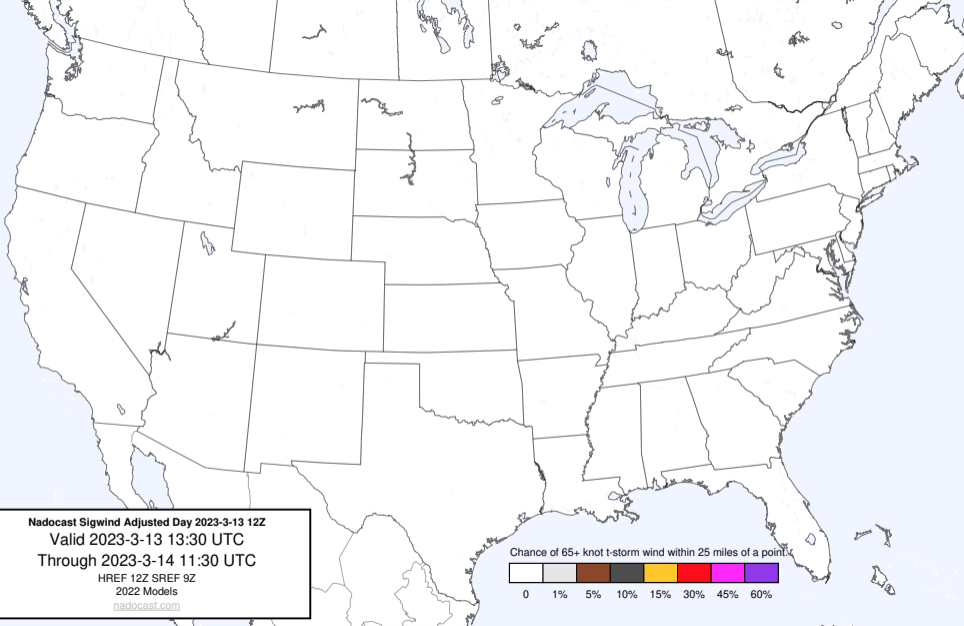 Nadocast Sigwind Adjusted Day 2023-3-13 12Z
Valid 2023-3-13 13:30 UTC
Through 2023-3-14 11:30 UTC
HREF 12Z SREF 9Z
2022 Models
nadocast.com
Chance of 65+ knot t-storm wind within 25 miles of a point.
0 1% 5% 10% 15% 30% 45% 60%